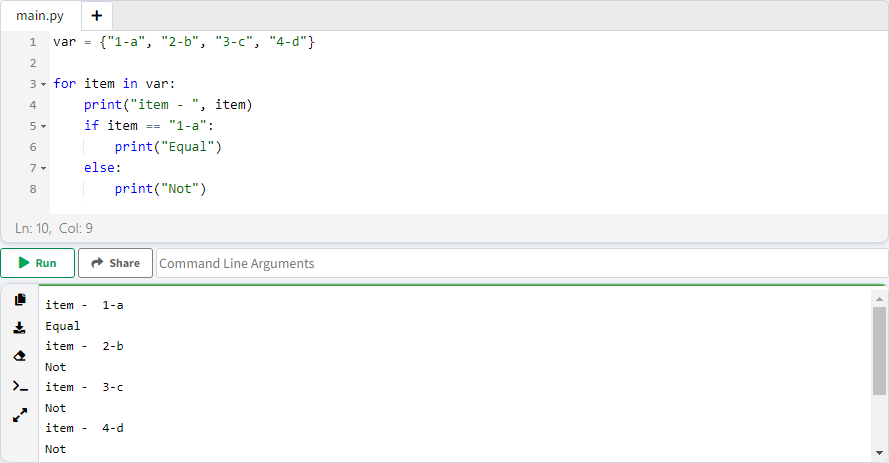 main.py +
1 var = {"1-a", "2-b", "3-c", "4-d"}
2
3 for item in var:
4     print("item - ", item)
5     if item == "1-a":
6         print("Equal")
7     else:
8         print("Not")
Ln: 10, Col: 9
Run Share Command Line Arguments
item -  1-a
Equal
item -  2-b
Not
item -  3-c
Not
item -  4-d
Not